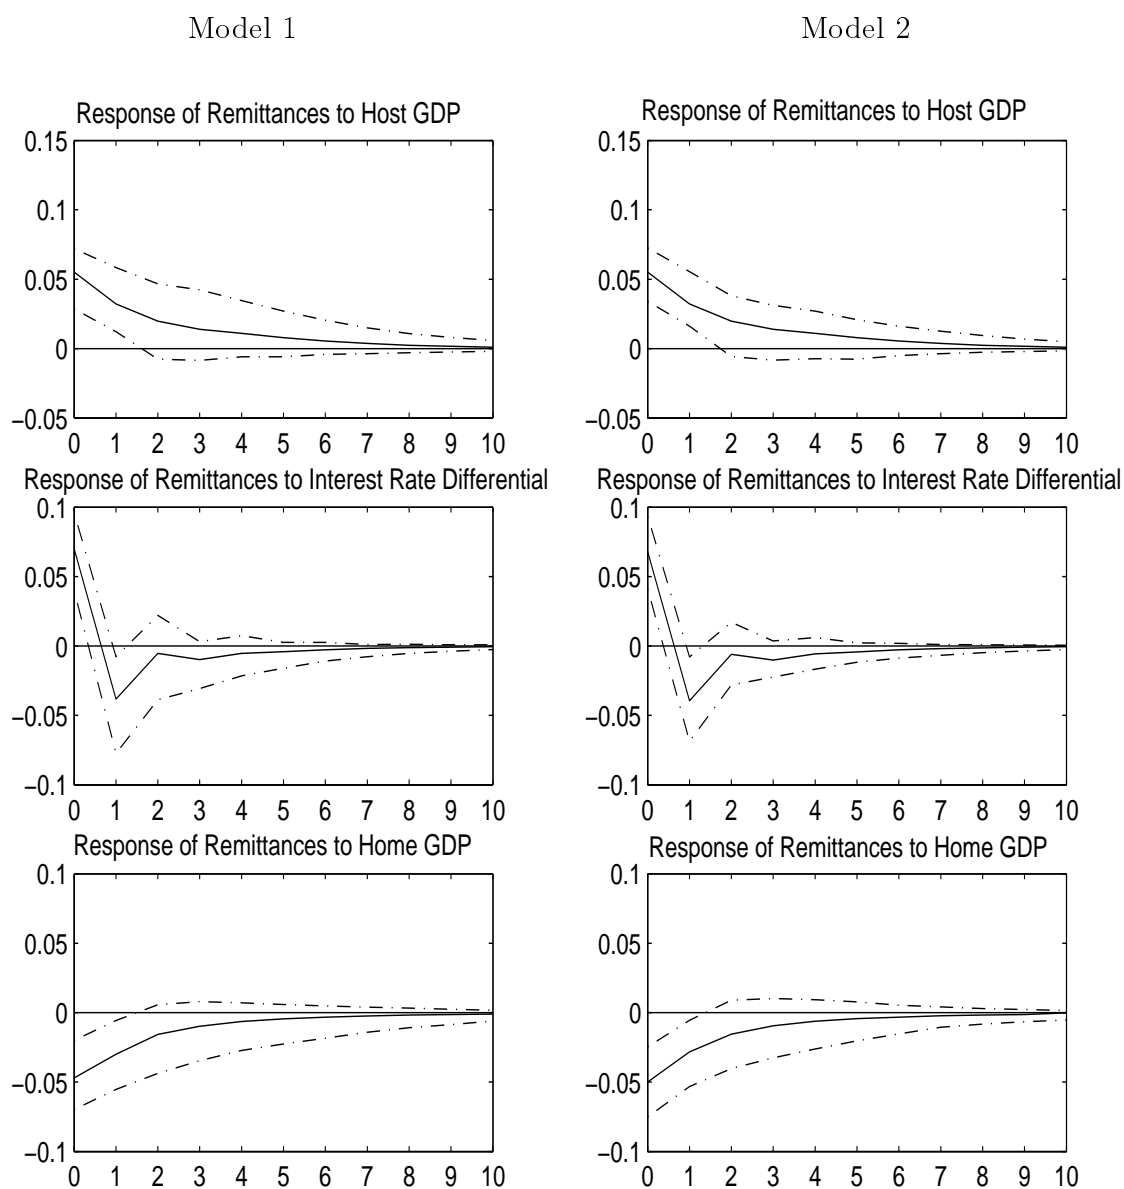 Model 1
Model 2
Response of Remittances to Host GDP
0.15
0.1
0.05
0
−0.05
0 1 2 3 4 5 6 7 8 9 10
Response of Remittances to Host GDP
0.15
0.1
0.05
0
−0.05
0 1 2 3 4 5 6 7 8 9 10
Response of Remittances to Interest Rate Differential
0.1
0.05
0
−0.05
−0.1
0 1 2 3 4 5 6 7 8 9 10
Response of Remittances to Interest Rate Differential
0.1
0.05
0
−0.05
−0.1
0 1 2 3 4 5 6 7 8 9 10
Response of Remittances to Home GDP
0.1
0.05
0
−0.05
−0.1
0 1 2 3 4 5 6 7 8 9 10
Response of Remittances to Home GDP
0.1
0.05
0
−0.05
−0.1
0 1 2 3 4 5 6 7 8 9 10